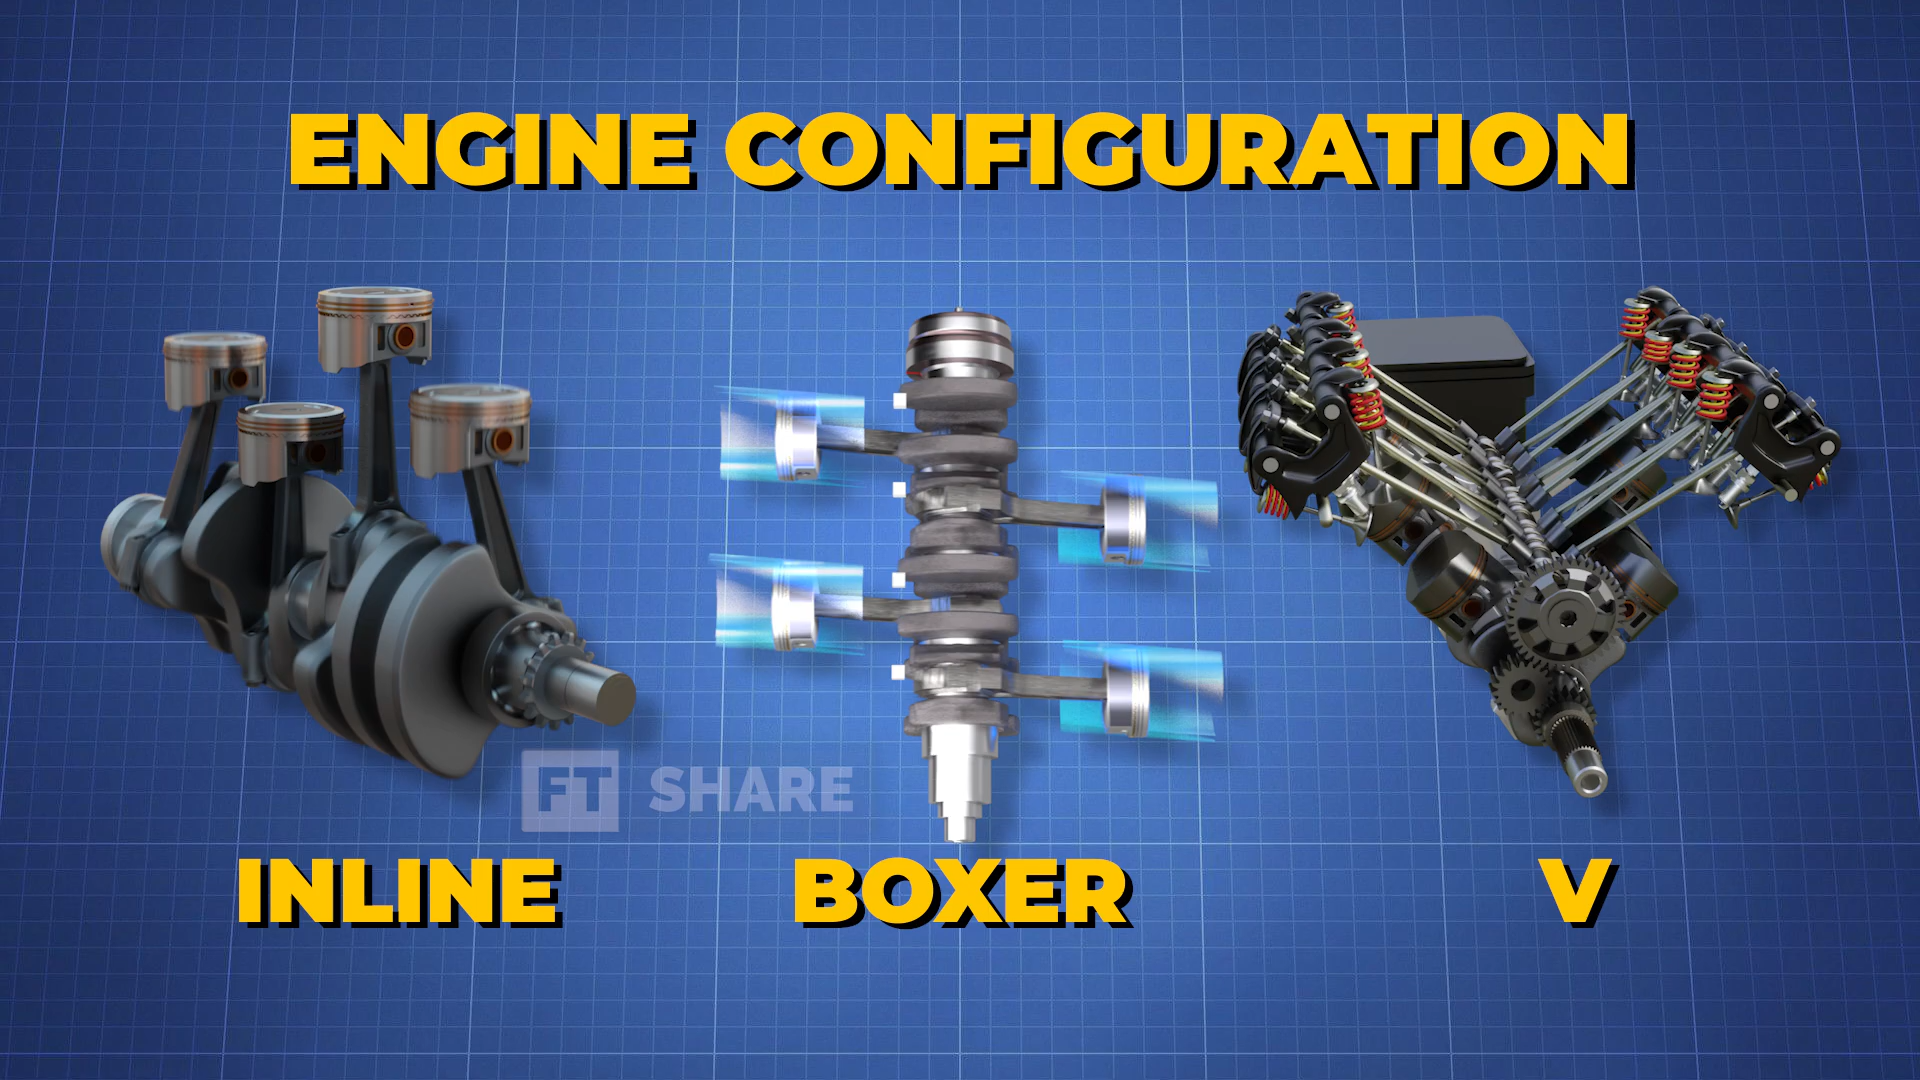 ENGINE CONFIGURATION
FT SHARE
INLINE
BOXER
V